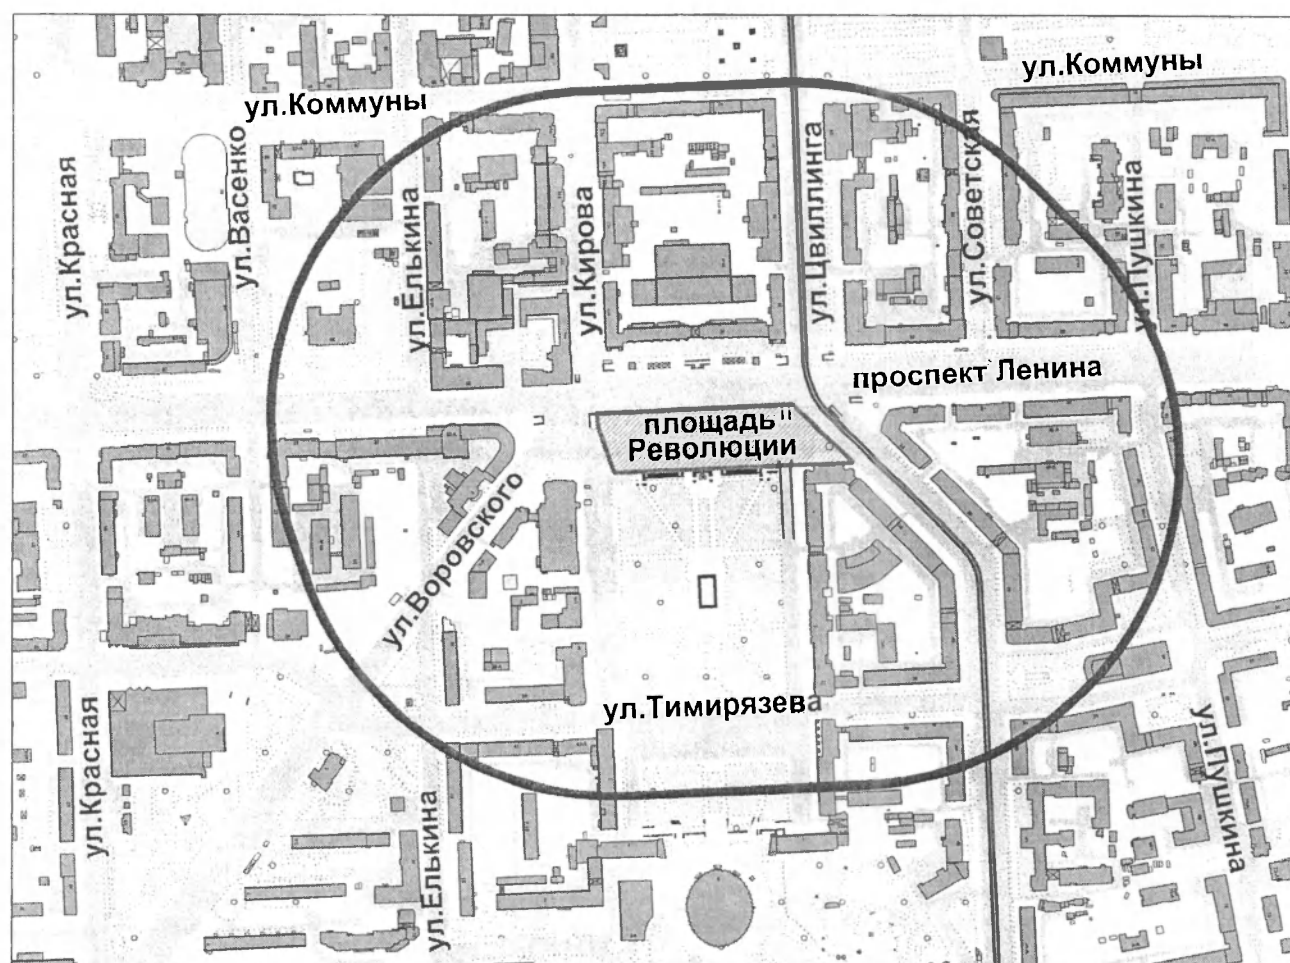 ул.Коммуны
ул.Коммуны
ул.Красная
ул.Васенко
ул.Ёлькина
ул.Кирова
ул.Цвиллинга
ул.Советская
ул.Пушкина
проспект Ленина
площадь
Революции
ул.Воровского
ул.Тимирязева
ул.Красная
ул.Елькина
ул.Пушкина